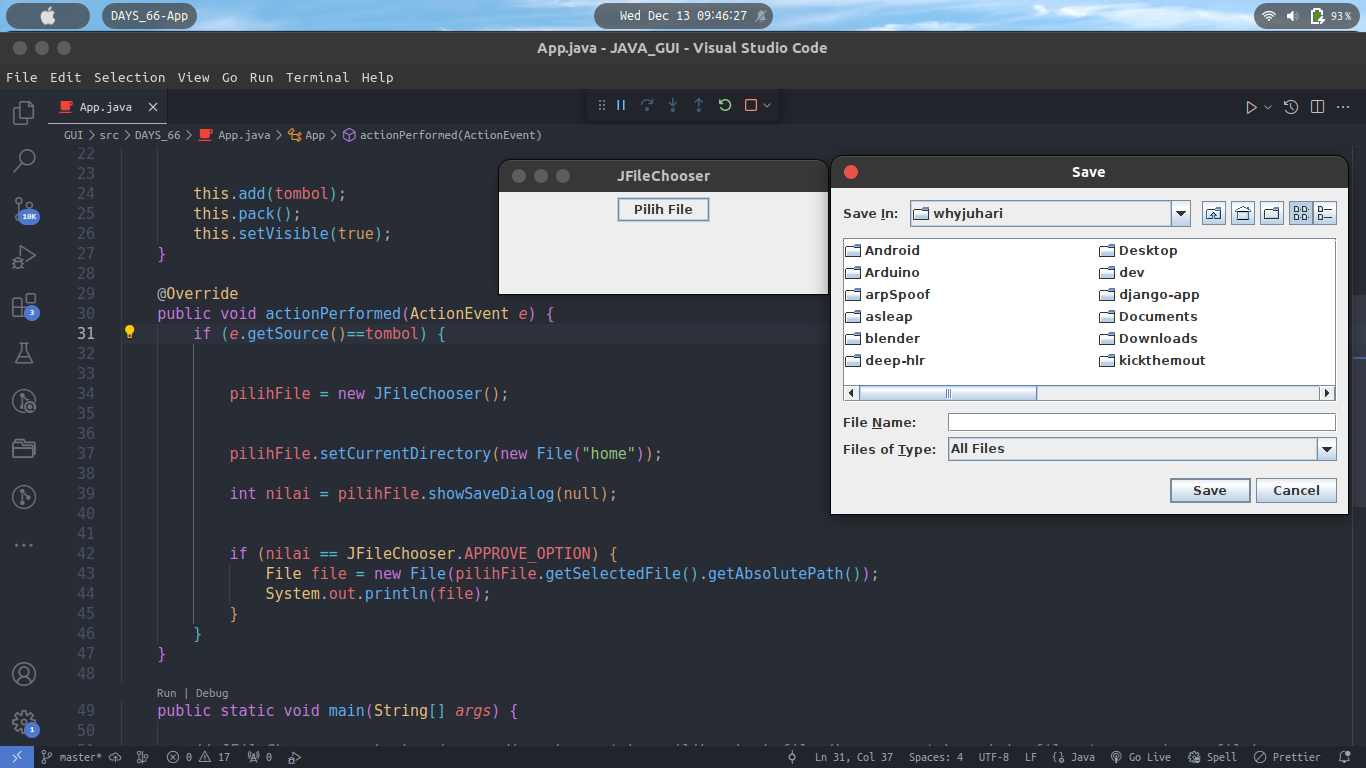 DAYS_66-App
Wed Dec 13 09:46:27
93%
App.java - JAVA_GUI - Visual Studio Code
File Edit Selection View Go Run Terminal Help
App.java
GUI > src > DAYS_66 > App.java > App > actionPerformed(ActionEvent)
10K
3
1
22
23
24 this.add(tombol);
25 this.pack();
26 this.setVisible(true);
27 }
28
29 @Override
30 public void actionPerformed(ActionEvent e) {
31 if (e.getSource()==tombol) {
32
33
34 pilihFile = new JFileChooser();
35
36
37 pilihFile.setCurrentDirectory(new File("home"));
38
39 int nilai = pilihFile.showSaveDialog(null);
40
41
42 if (nilai == JFileChooser.APPROVE_OPTION) {
43 File file = new File(pilihFile.getSelectedFile().getAbsolutePath());
44 System.out.println(file);
45 }
46 }
47 }
48
Run | Debug
49 public static void main(String[] args) {
50
JFileChooser
Pilih File
Save
Save In: whyjuhari
Android
Arduino
arpSpoof
asleap
blender
deep-hlr
Desktop
dev
django-app
Documents
Downloads
kickthemout
File Name:
Files of Type: All Files
Save Cancel
master* 0 17 0 Ln 31, Col 37 Spaces: 4 UTF-8 LF {} Java Go Live Spell Prettier